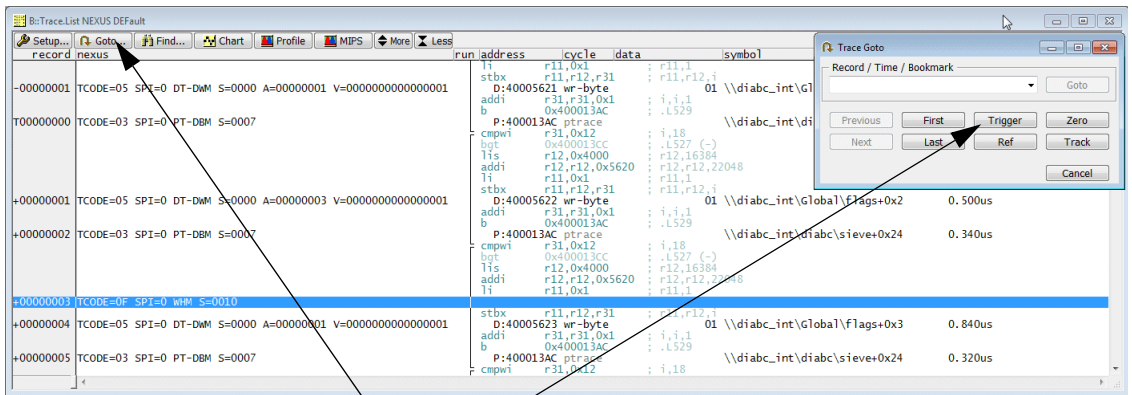 B::Trace.List NEXUS DEFault
Setup... Goto... Find... Chart Profile MIPS More Less
record nexus run address cycle data symbol
li r11,0x1 ; r11,1
stbx r11,r12,r31 ; r11,r12,i
-00000001 TCODE=05 SPI=0 DT-DWM S=0000 A=00000001 V=0000000000000001 D:40005621 wr-byte 01 \\diabc_int\Gl
addi r31,r31,0x1 ; i,i,1
b 0x400013AC ; .L529
T00000000 TCODE=03 SPI=0 PT-DBM S=0007 P:400013AC ptrace \\diabc_int\di
cmpwi r31,0x12 ; i,18
bgt 0x400013CC ; .L527 (-)
lis r12,0x4000 ; r12,16384
addi r12,r12,0x5620 ; r12,r12,22048
li r11,0x1 ; r11,1
stbx r11,r12,r31 ; r11,r12,i
+00000001 TCODE=05 SPI=0 DT-DWM S=0000 A=00000003 V=0000000000000001 D:40005622 wr-byte 01 \\diabc_int\Global\flags+0x2 0.500us
addi r31,r31,0x1 ; i,i,1
b 0x400013AC ; .L529
+00000002 TCODE=03 SPI=0 PT-DBM S=0007 P:400013AC ptrace \\diabc_int\diabc\sieve+0x24 0.340us
cmpwi r31,0x12 ; i,18
bgt 0x400013CC ; .L527 (-)
lis r12,0x4000 ; r12,16384
addi r12,r12,0x5620 ; r12,r12,22048
li r11,0x1 ; r11,1
+00000003 TCODE=0F SPI=0 WHM S=0010
stbx r11,r12,r31 ; r11,r12,i
+00000004 TCODE=05 SPI=0 DT-DWM S=0000 A=00000001 V=0000000000000001 D:40005623 wr-byte 01 \\diabc_int\Global\flags+0x3 0.840us
addi r31,r31,0x1 ; i,i,1
b 0x400013AC ; .L529
+00000005 TCODE=03 SPI=0 PT-DBM S=0007 P:400013AC ptrace \\diabc_int\diabc\sieve+0x24 0.320us
cmpwi r31,0x12 ; i,18
Trace Goto
Record / Time / Bookmark
Goto
Previous First Trigger Zero
Next Last Ref Track
Cancel